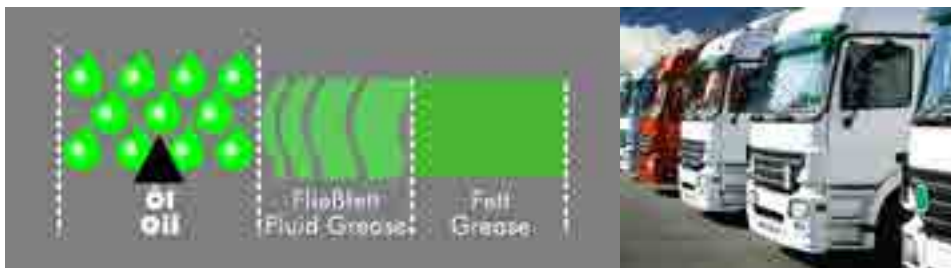 Öl
Oil
Fließfett
Fluid Grease
Fett
Grease